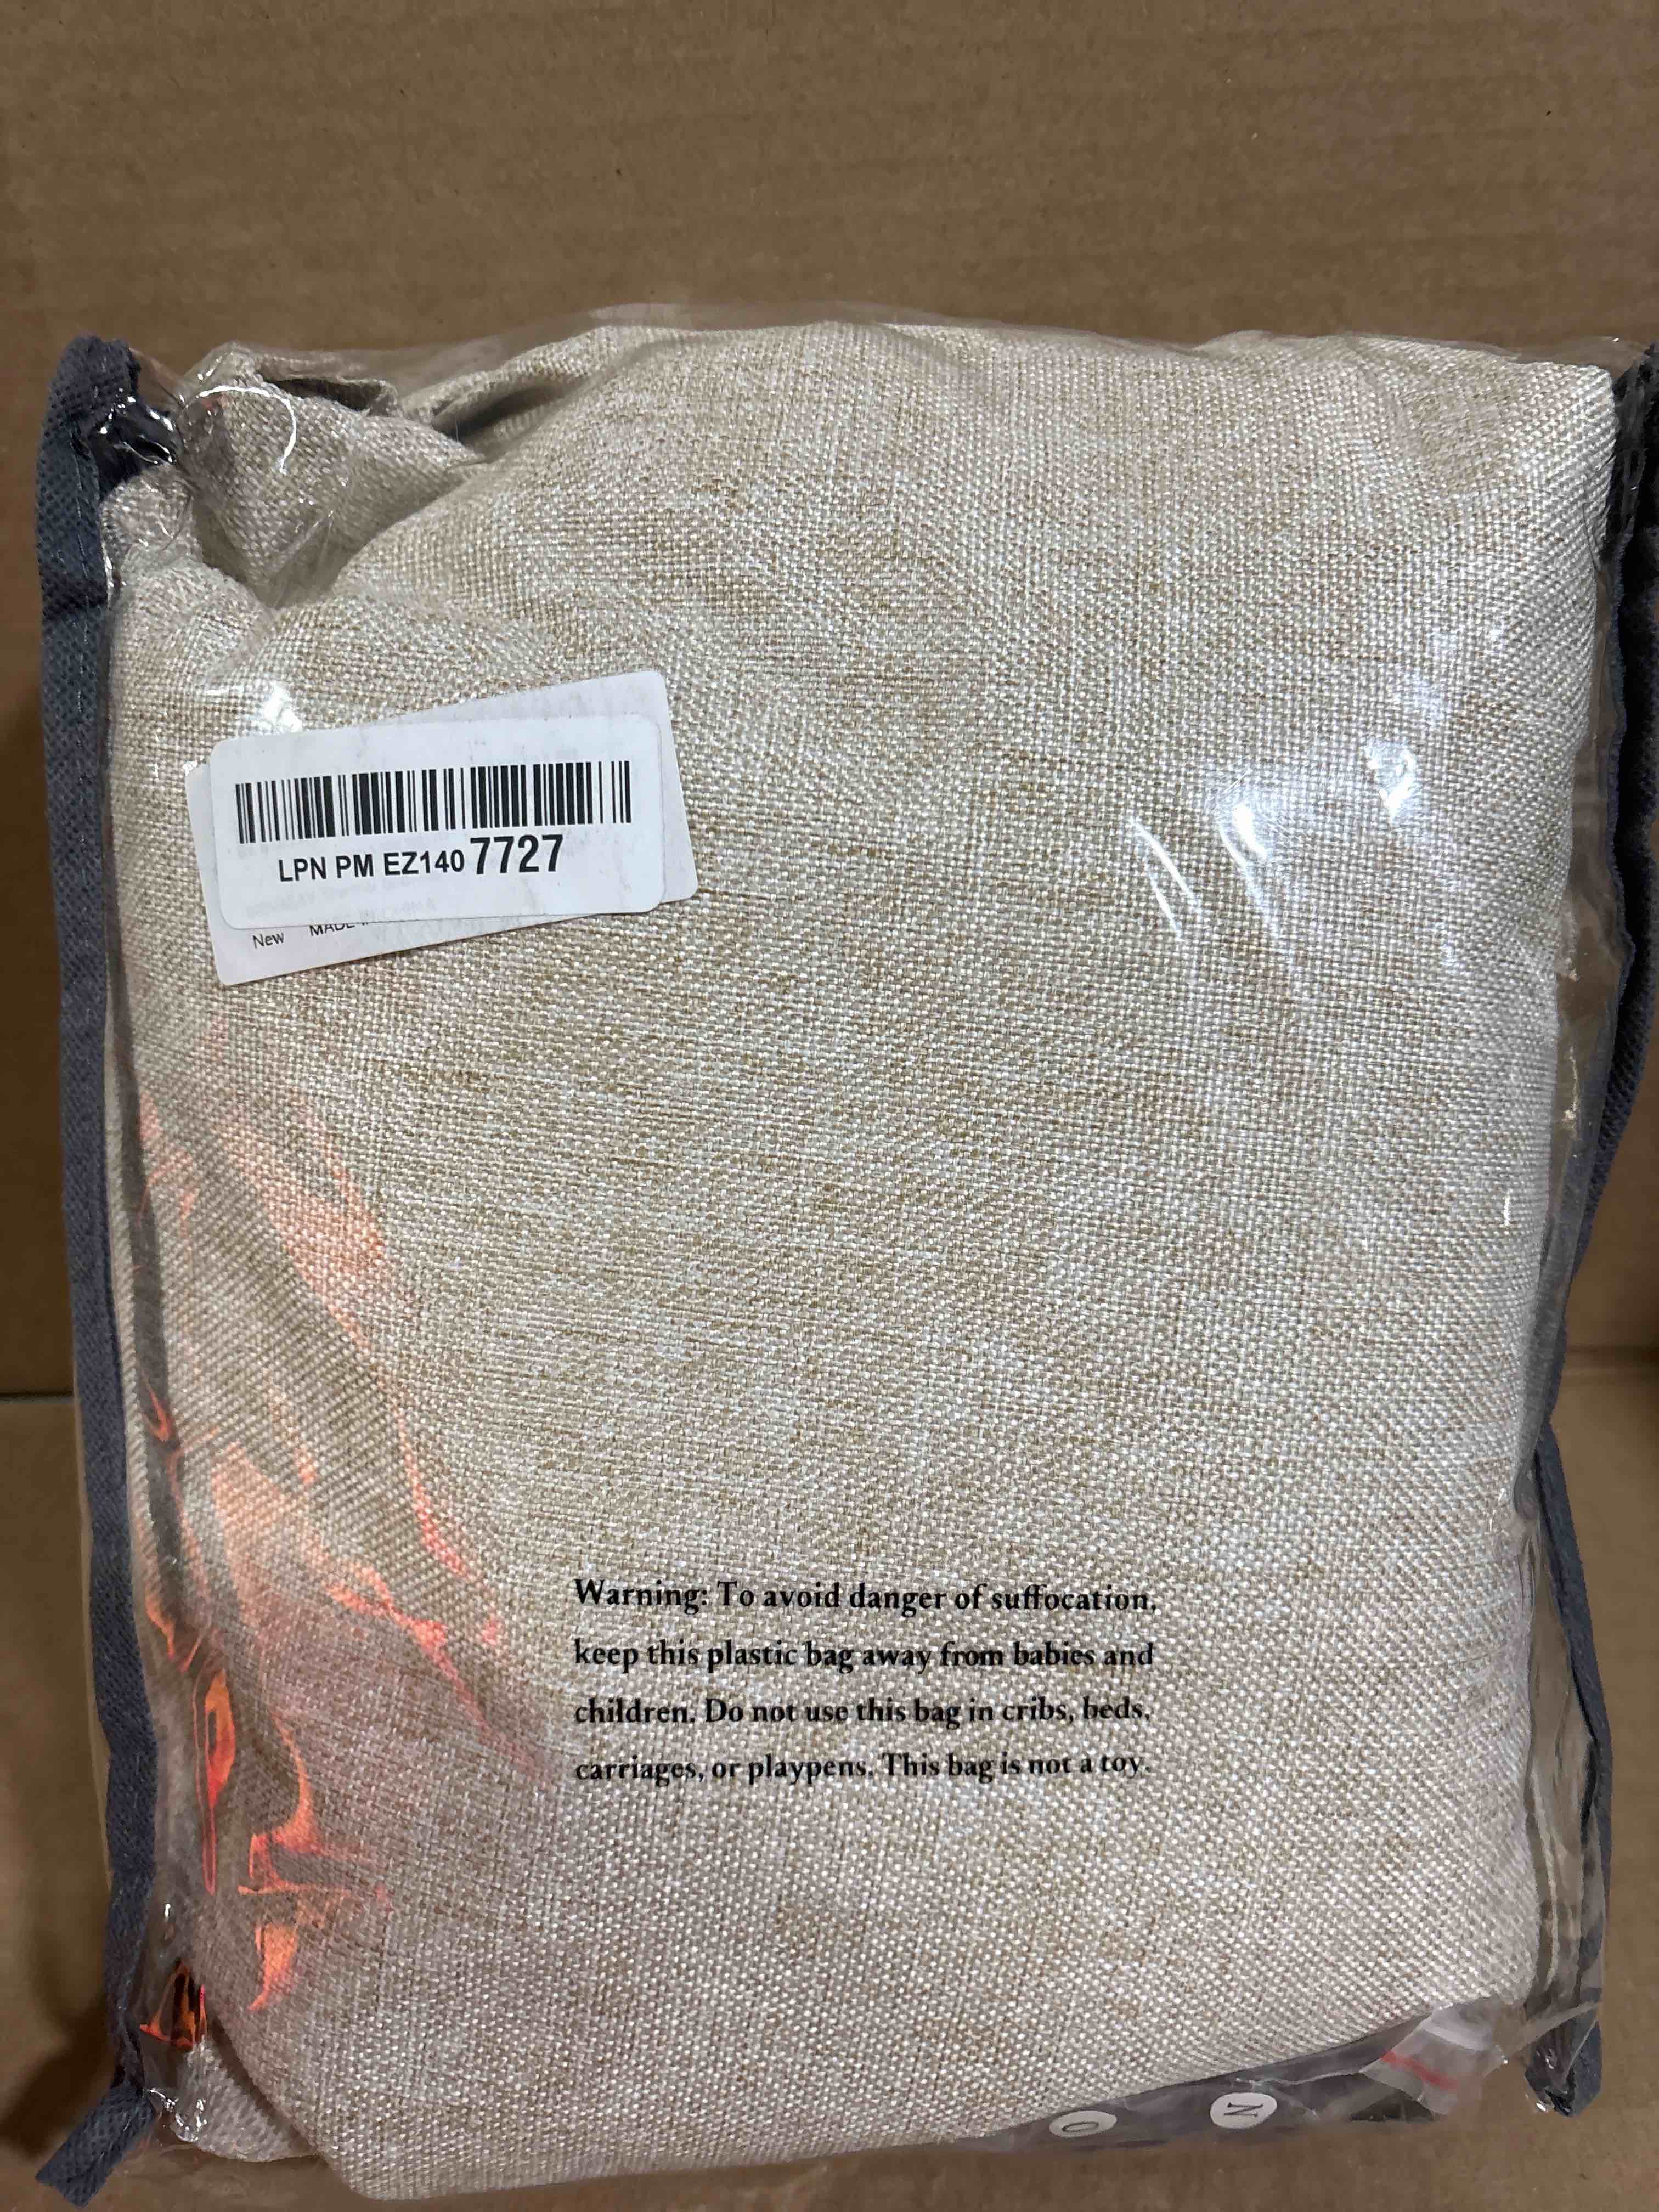 LPN PM EZ140 7727
New MADE
Warning: To avoid danger of suffocation,
keep this plastic bag away from babies and
children. Do not use this bag in cribs, beds,
carriages, or playpens. This bag is not a toy.
O N